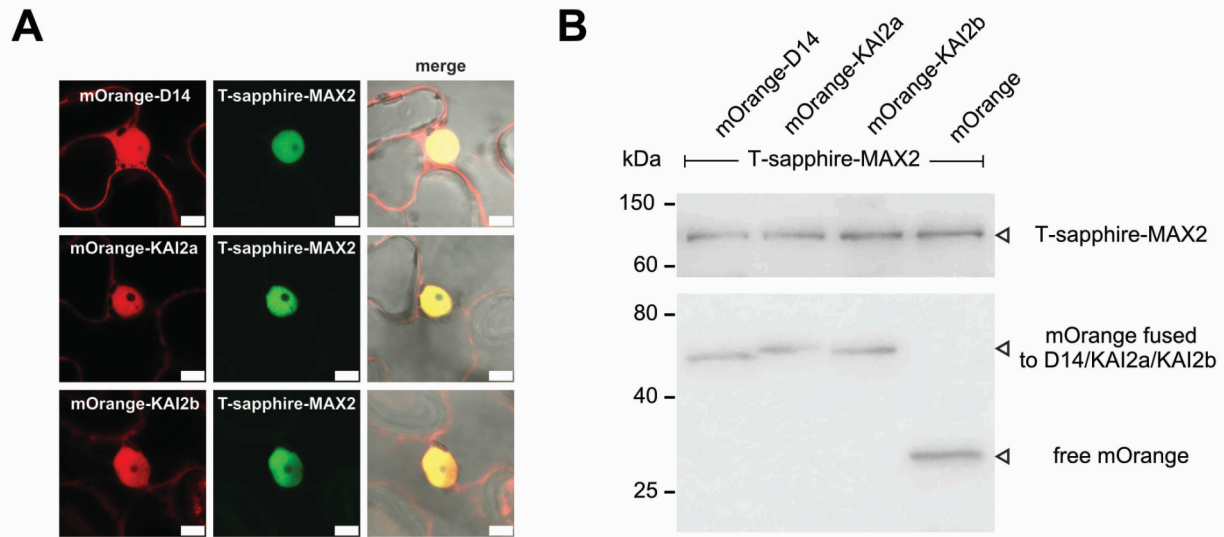 A
merge
mOrange-D14
T-sapphire-MAX2
mOrange-KAI2a
T-sapphire-MAX2
mOrange-KAI2b
T-sapphire-MAX2
B
mOrange-D14
mOrange-KAI2a
mOrange-KAI2b
mOrange
kDa
T-sapphire-MAX2
150
T-sapphire-MAX2
60
80
mOrange fused
to D14/KAI2a/KAI2b
40
free mOrange
25